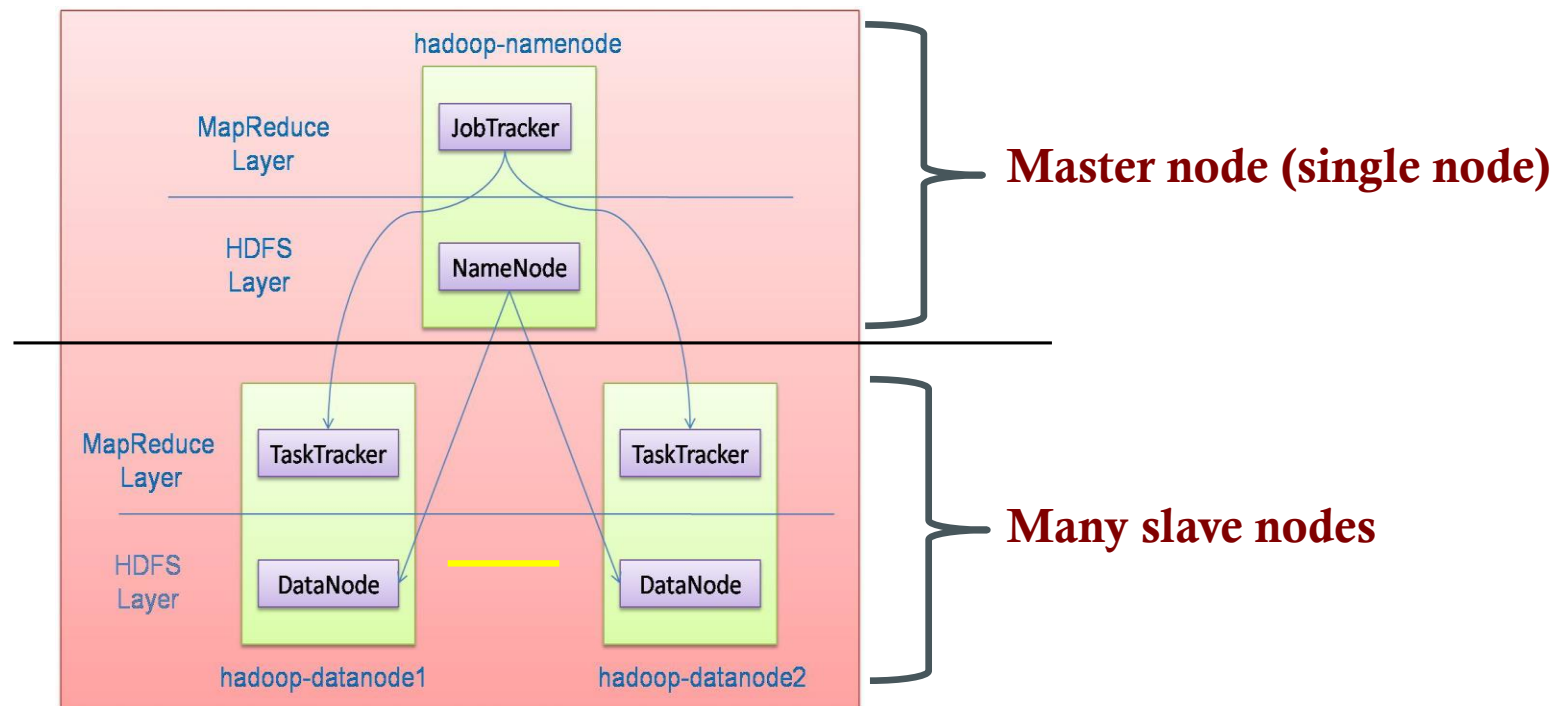 hadoop-namenode
MapReduce
Layer
JobTracker
HDFS
Layer
NameNode
Master node (single node)
MapReduce
Layer
TaskTracker
TaskTracker
HDFS
Layer
DataNode
DataNode
Many slave nodes
hadoop-datanode1
hadoop-datanode2